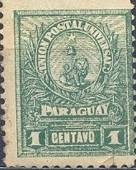 UNION POSTAL UNIVERSAL
PARAGUAY
1 CENTAVO 1